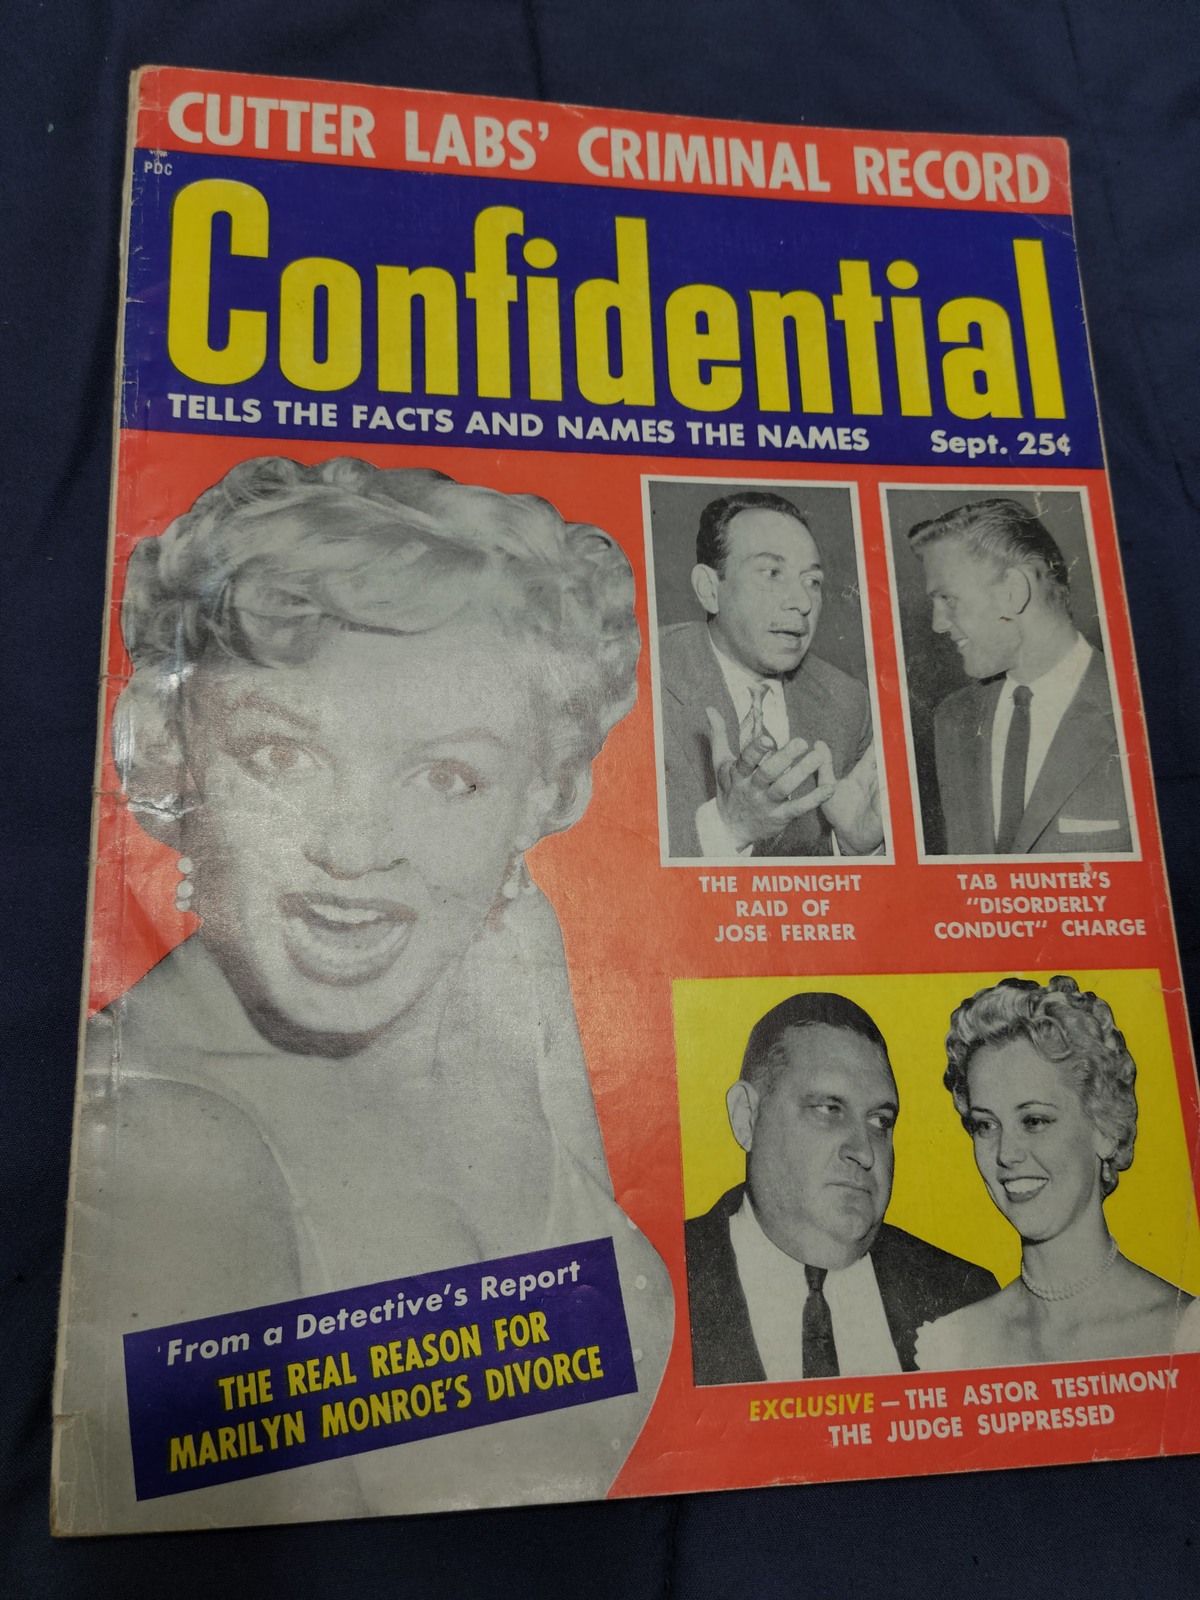 CUTTER LABS' CRIMINAL RECORD
PDC
Confidential
TELLS THE FACTS AND NAMES THE NAMES
Sept. 25¢
THE MIDNIGHT
RAID OF
JOSE FERRER
TAB HUNTER'S
"DISORDERLY
CONDUCT" CHARGE
From a Detective's Report
THE REAL REASON FOR
MARILYN MONROE'S DIVORCE
EXCLUSIVE — THE ASTOR TESTIMONY
THE JUDGE SUPPRESSED